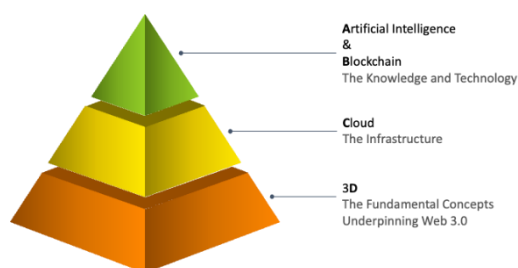 Artificial Intelligence
&
Blockchain
The Knowledge and Technology
Cloud
The Infrastructure
3D
The Fundamental Concepts
Underpinning Web 3.0